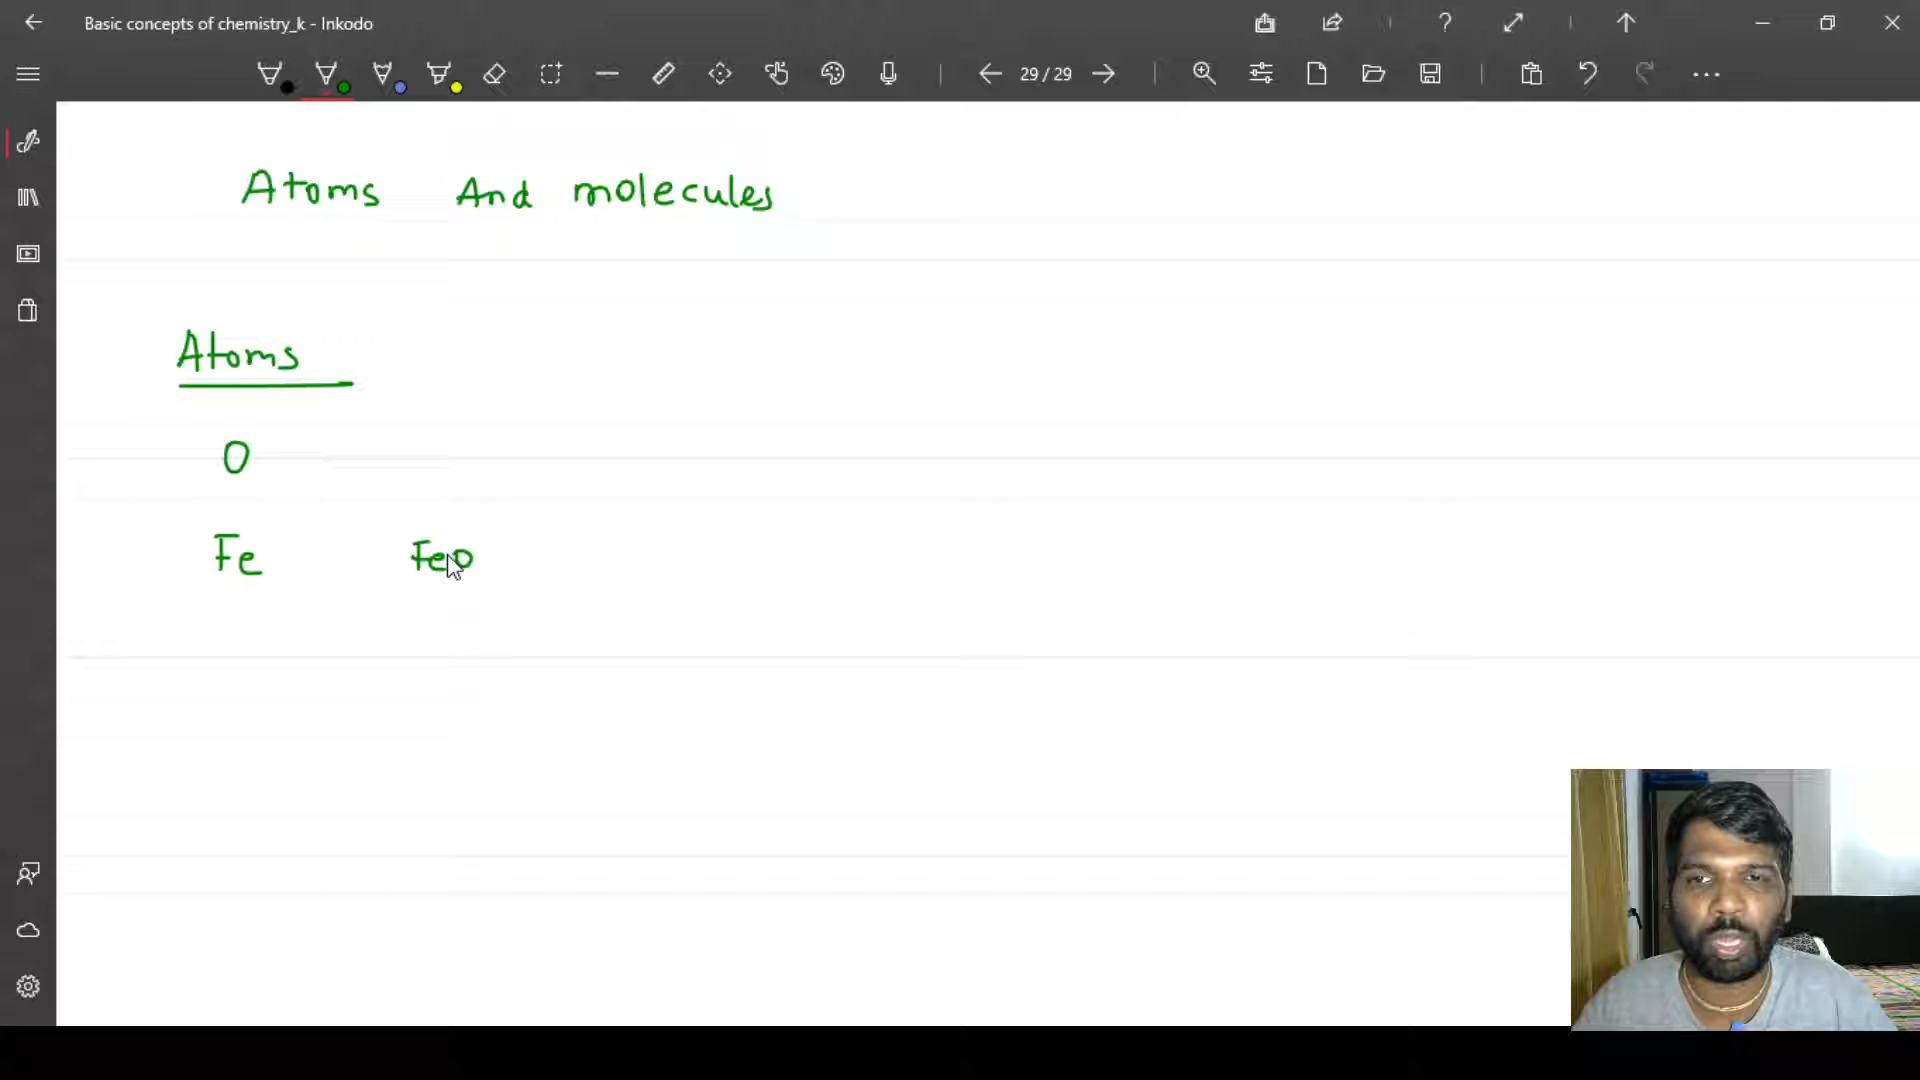 Basic concepts of chemistry_k - Inkodo
29 / 29
Atoms And molecules
Atoms
O
Fe FeO